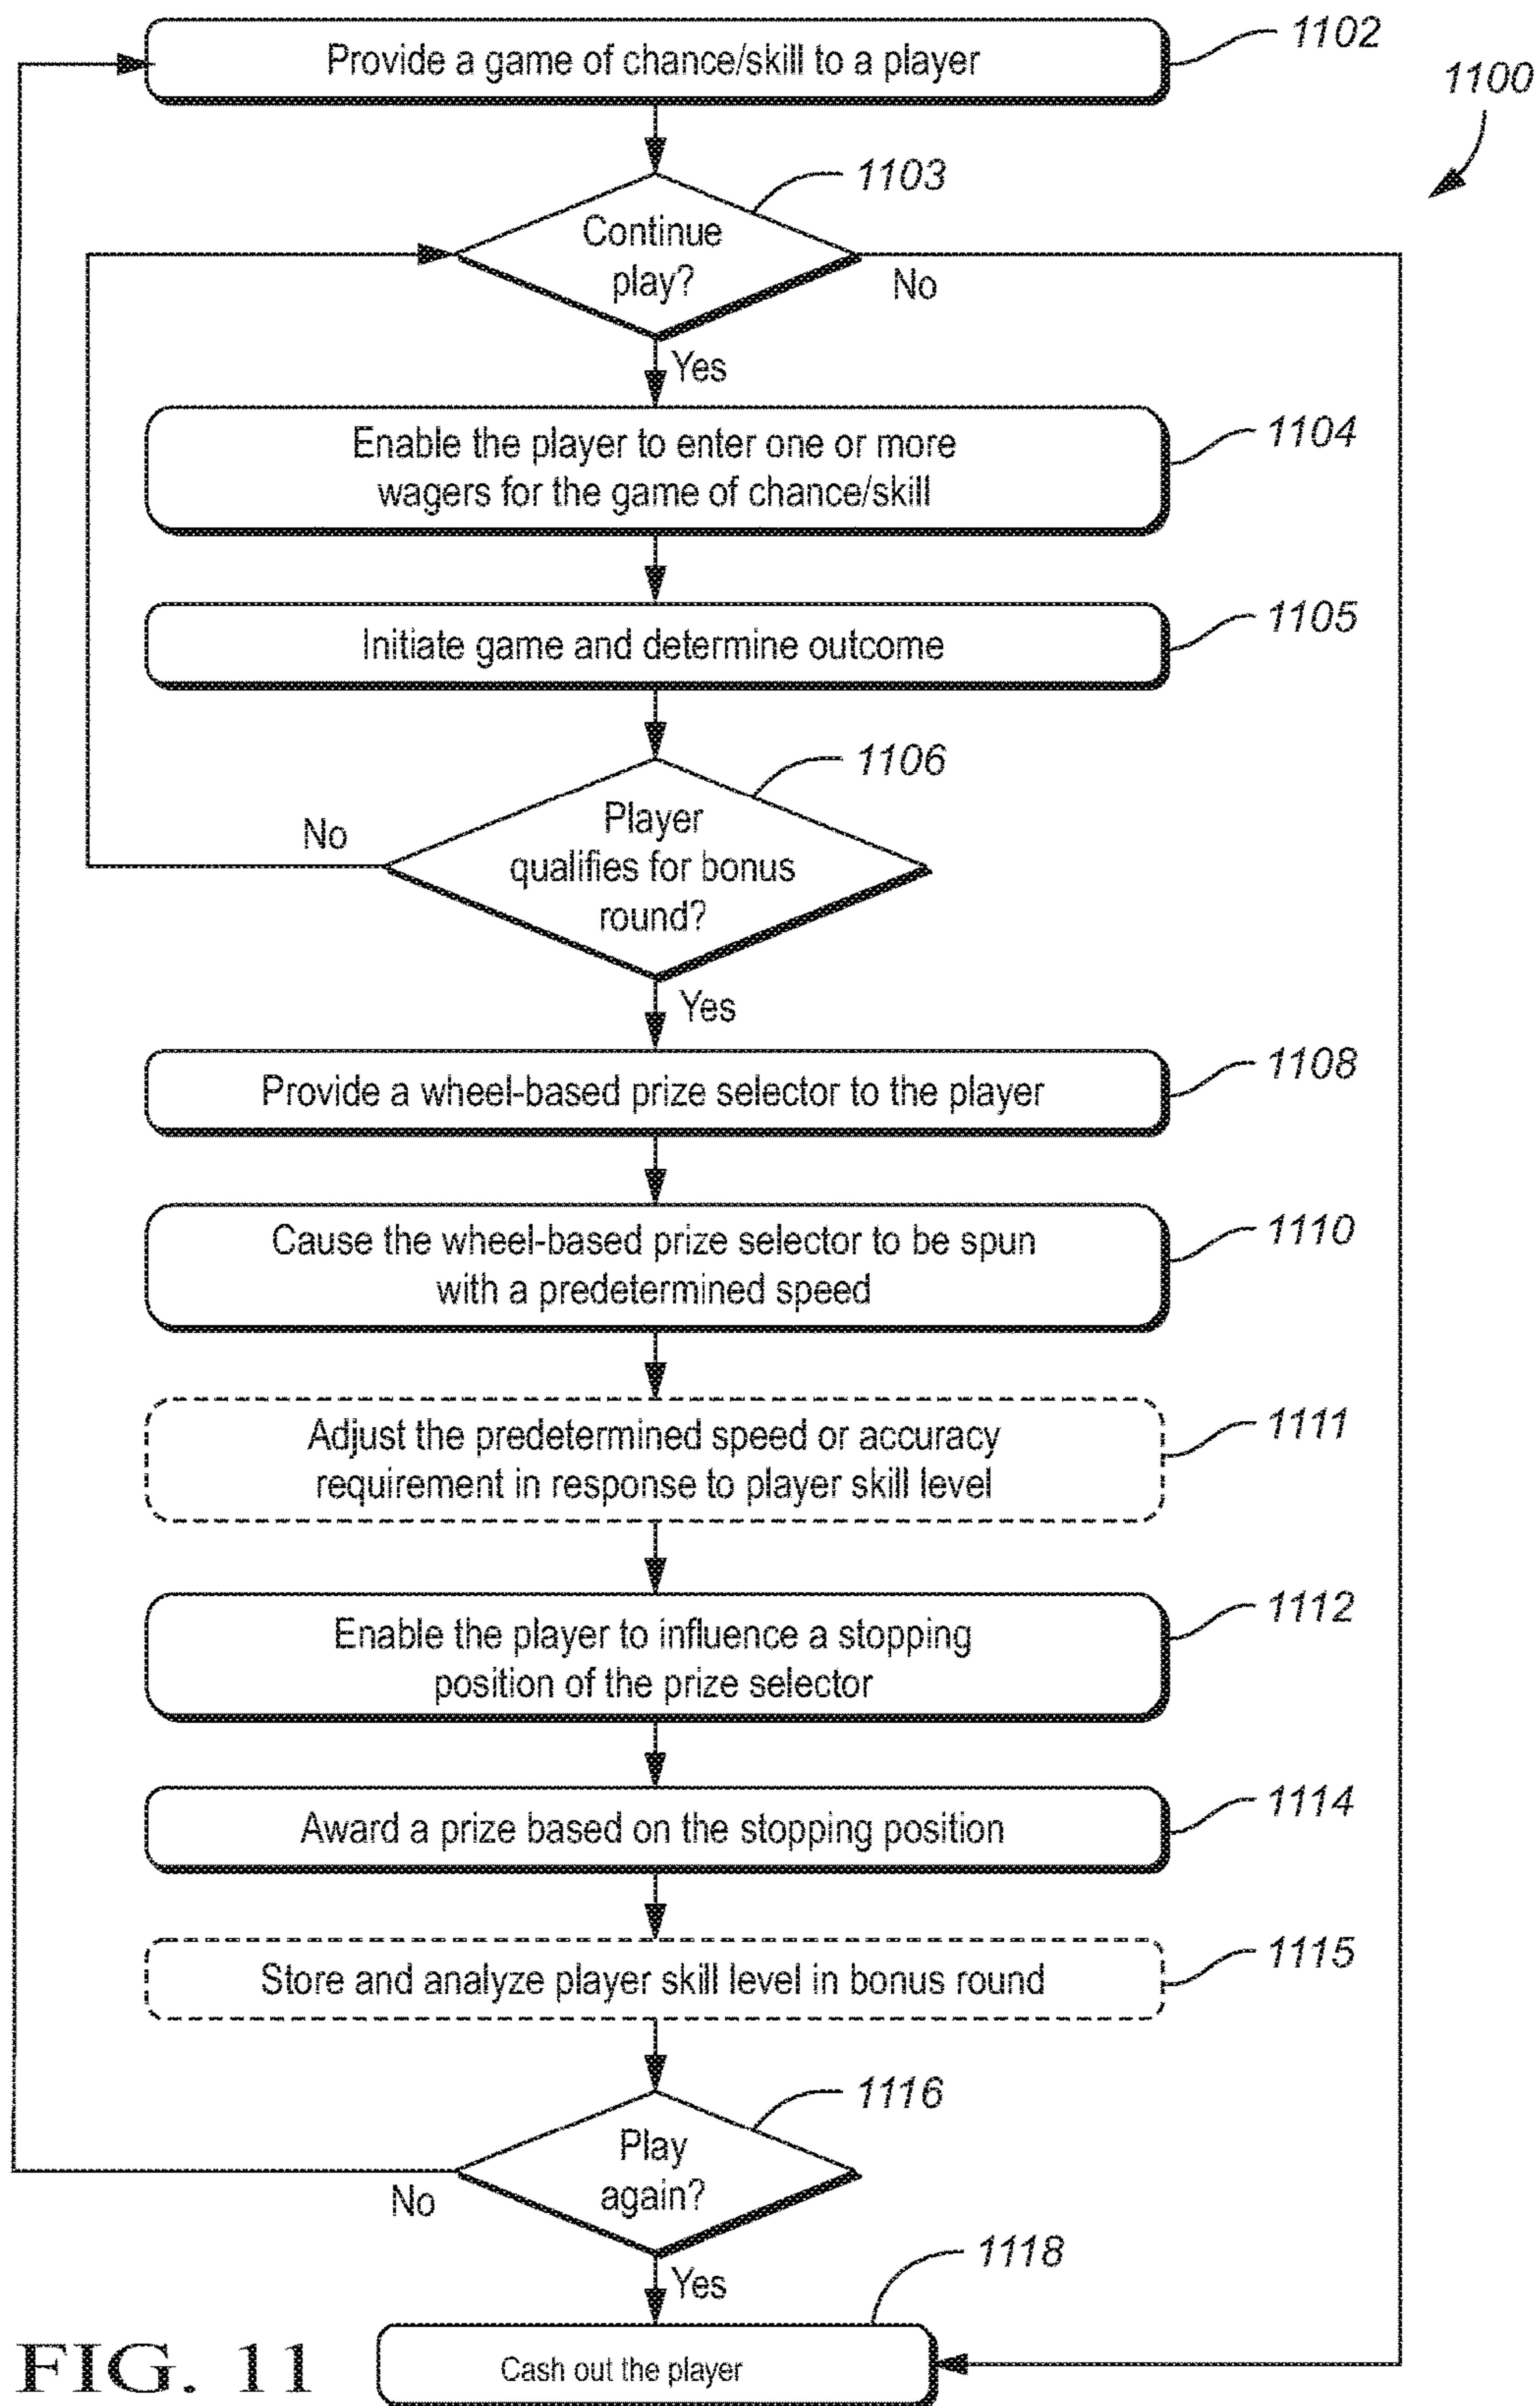 Provide a game of chance/skill to a player
1102
1100
1103
Continue
play?
No
Yes
Enable the player to enter one or more
wagers for the game of chance/skill
1104
Initiate game and determine outcome
1105
1106
Player
qualifies for bonus
round?
No
Yes
Provide a wheel-based prize selector to the player
1108
Cause the wheel-based prize selector to be spun
with a predetermined speed
1110
Adjust the predetermined speed or accuracy
requirement in response to player skill level
1111
Enable the player to influence a stopping
position of the prize selector
1112
Award a prize based on the stopping position
1114
Store and analyze player skill level in bonus round
1115
1116
Play
again?
No
Yes
1118
Cash out the player
FIG. 11